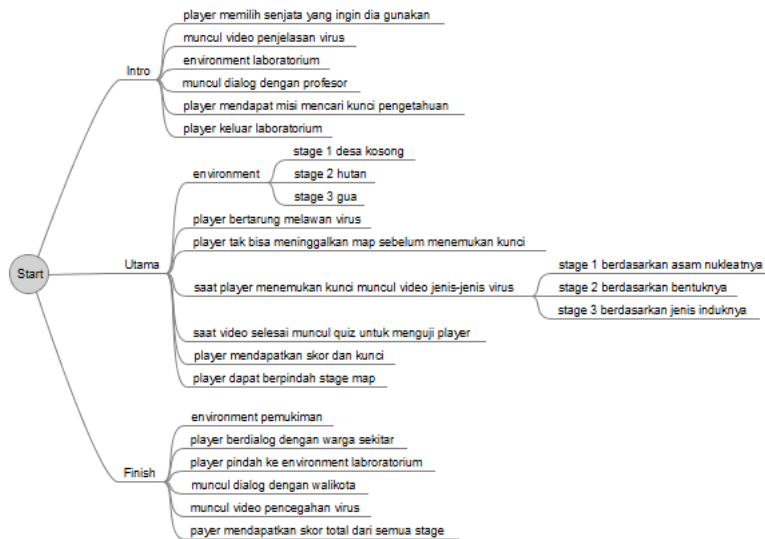 Start
Intro
player memilih senjata yang ingin dia gunakan
muncul video penjelasan virus
environment laboratorium
muncul dialog dengan profesor
player mendapat misi mencari kunci pengetahuan
player keluar laboratorium
Utama
environment
stage 1 desa kosong
stage 2 hutan
stage 3 gua
player bertarung melawan virus
player tak bisa meninggalkan map sebelum menemukan kunci
saat player menemukan kunci muncul video jenis-jenis virus
stage 1 berdasarkan asam nukleatnya
stage 2 berdasarkan bentuknya
stage 3 berdasarkan jenis induknya
saat video selesai muncul quiz untuk menguji player
player mendapatkan skor dan kunci
player dapat berpindah stage map
Finish
environment pemukiman
player berdialog dengan warga sekitar
player pindah ke environment labroratorium
muncul dialog dengan walikota
muncul video pencegahan virus
payer mendapatkan skor total dari semua stage